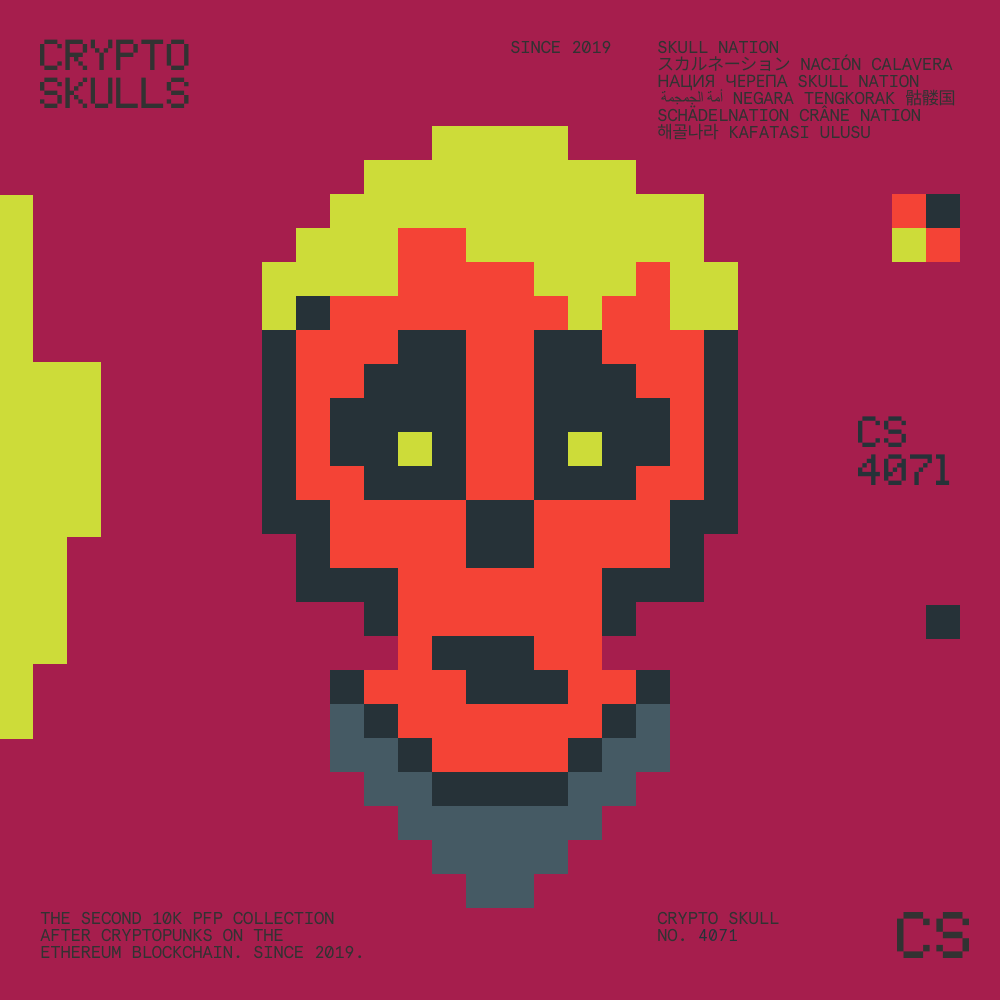 CRYPTO
SKULLS
SINCE 2019
SKULL NATION
スカルネーション NACIÓN CALAVERA
НАЦИЯ ЧЕРЕПА SKULL NATION
أمة الجمجمة NEGARA TENGKORAK 骷髅国
SCHÄDELNATION CRÂNE NATION
해골나라 KAFATASI ULUSU
CS
4071
THE SECOND 10K PFP COLLECTION
AFTER CRYPTOPUNKS ON THE
ETHEREUM BLOCKCHAIN. SINCE 2019.
CRYPTO SKULL
NO. 4071
CS